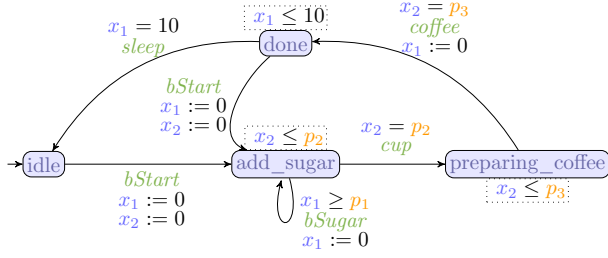 x₁ = 10
sleep
x₁ ≤ 10
done
x₂ = p₃
coffee
x₁ := 0
bStart
x₁ := 0
x₂ := 0
x₂ ≤ p₂
x₂ = p₂
cup
idle
add_sugar
preparing_coffee
bStart
x₁ := 0
x₂ := 0
x₁ ≥ p₁
bSugar
x₁ := 0
x₂ ≤ p₃